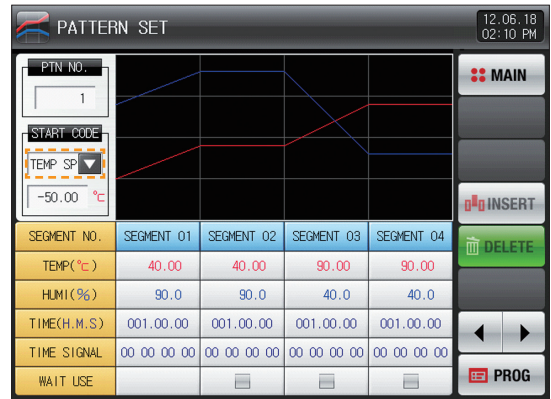 PATTERN SET
12.06.18
02:10 PM
PTN NO.
1
START CODE
TEMP SP
-50.00 ℃
MAIN
INSERT
DELETE
PROG
SEGMENT NO. SEGMENT 01 SEGMENT 02 SEGMENT 03 SEGMENT 04
TEMP(℃) 40.00 40.00 90.00 90.00
HUMI(%) 90.0 90.0 40.0 40.0
TIME(H.M.S) 001.00.00 001.00.00 001.00.00 001.00.00
TIME SIGNAL 00 00 00 00 00 00 00 00 00 00 00 00 00 00 00 00
WAIT USE